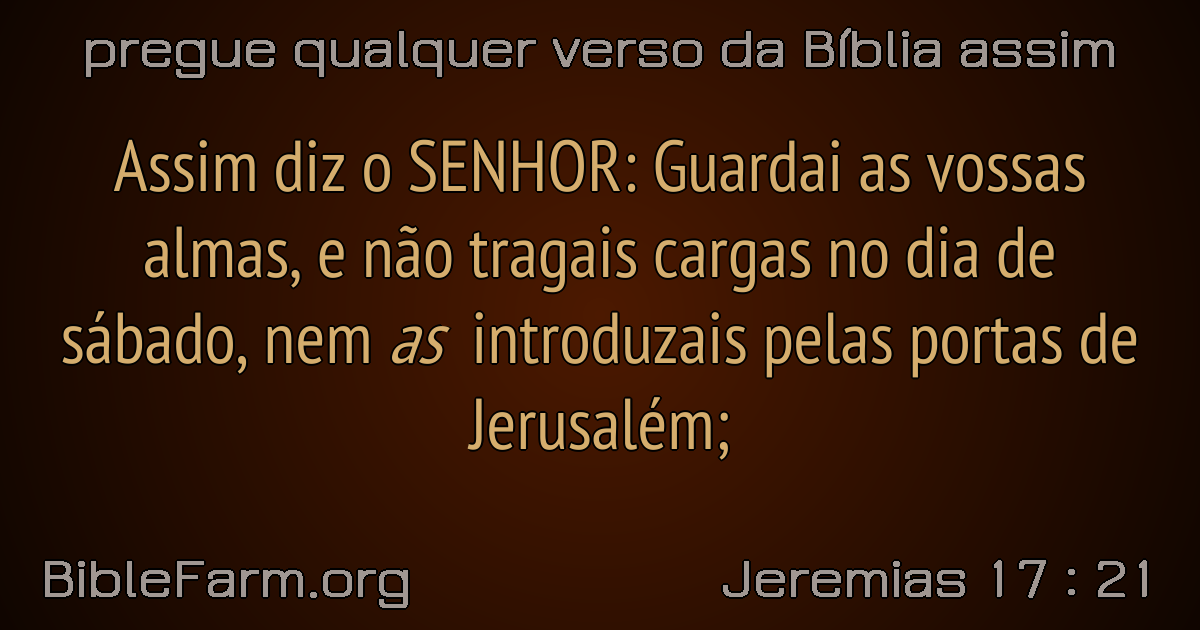 pregue qualquer verso da Bíblia assim
Assim diz o SENHOR: Guardai as vossas
almas, e não tragais cargas no dia de
sábado, nem as introduzais pelas portas de
Jerusalém;
BibleFarm.org
Jeremias 17 : 21